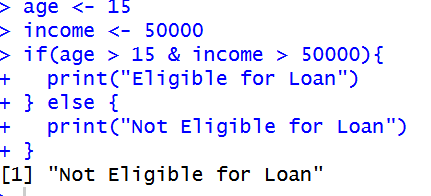 > age <- 15
> income <- 50000
> if(age > 15 & income > 50000){
+   print("Eligible for Loan")
+ } else {
+   print("Not Eligible for Loan")
+ }
[1] "Not Eligible for Loan"
>